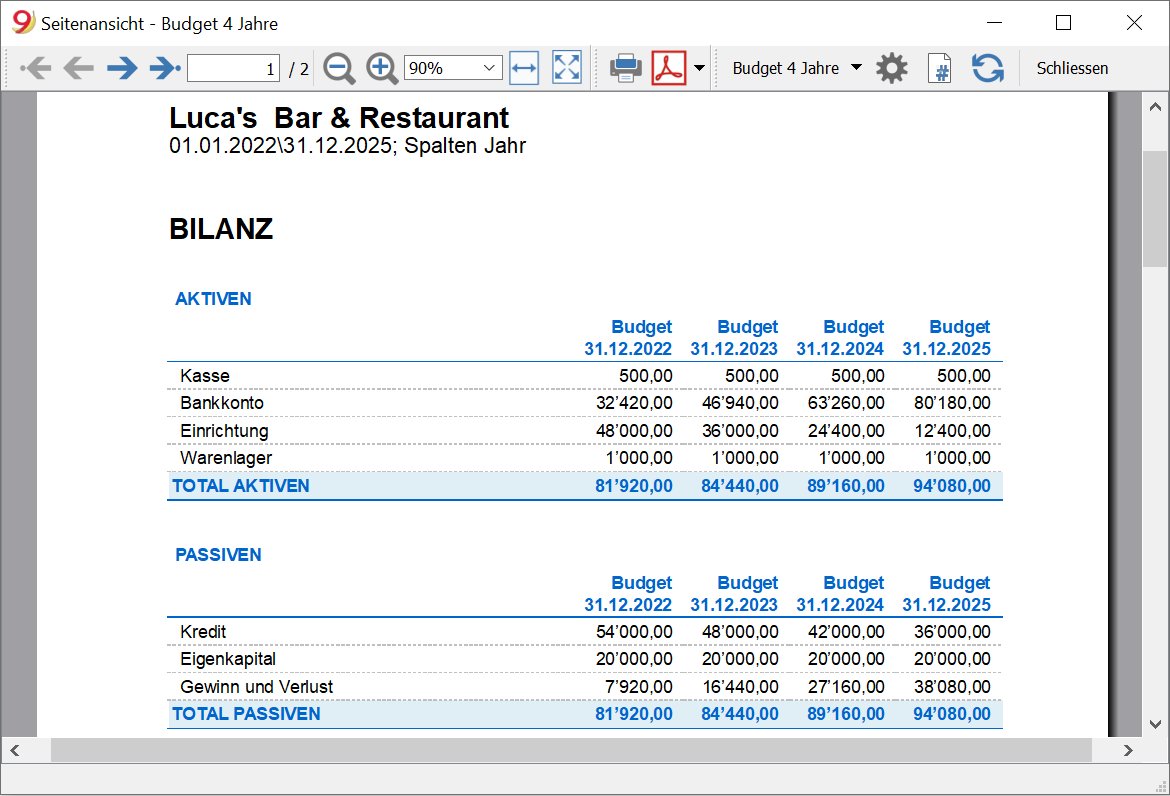 Seitenansicht - Budget 4 Jahre
1 / 2 90% Budget 4 Jahre # Schliessen
Luca's  Bar & Restaurant
01.01.2022\31.12.2025; Spalten Jahr
BILANZ
AKTIVEN
Budget Budget Budget Budget
31.12.2022 31.12.2023 31.12.2024 31.12.2025
Kasse 500,00 500,00 500,00 500,00
Bankkonto 32’420,00 46’940,00 63’260,00 80’180,00
Einrichtung 48’000,00 36’000,00 24’400,00 12’400,00
Warenlager 1’000,00 1’000,00 1’000,00 1’000,00
TOTAL AKTIVEN 81’920,00 84’440,00 89’160,00 94’080,00
PASSIVEN
Budget Budget Budget Budget
31.12.2022 31.12.2023 31.12.2024 31.12.2025
Kredit 54’000,00 48’000,00 42’000,00 36’000,00
Eigenkapital 20’000,00 20’000,00 20’000,00 20’000,00
Gewinn und Verlust 7’920,00 16’440,00 27’160,00 38’080,00
TOTAL PASSIVEN 81’920,00 84’440,00 89’160,00 94’080,00